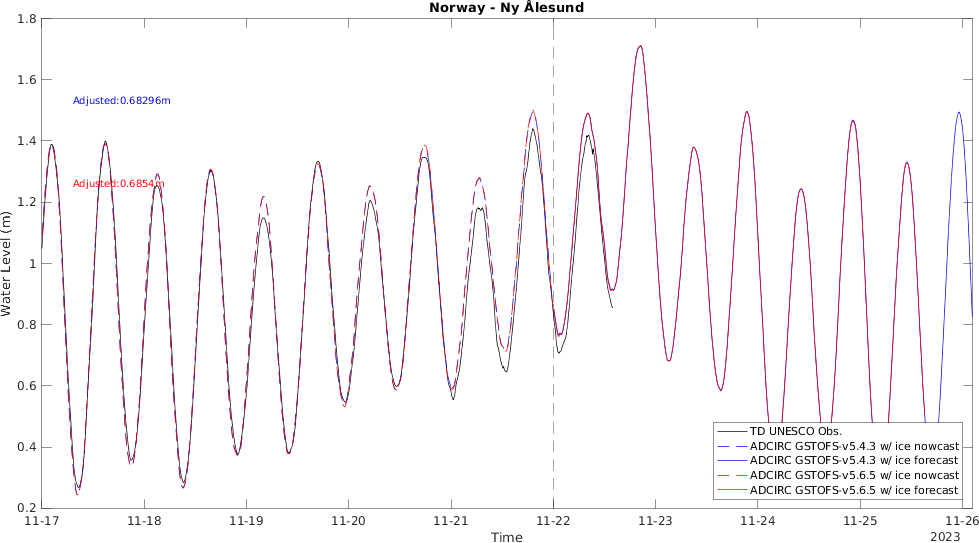 Norway - Ny Ålesund
1.8
1.6
1.4
1.2
1
0.8
0.6
0.4
0.2
Water Level (m)
Adjusted:0.68296m
Adjusted:0.6854m
TD UNESCO Obs.
ADCIRC GSTOFS-v5.4.3 w/ ice nowcast
ADCIRC GSTOFS-v5.4.3 w/ ice forecast
ADCIRC GSTOFS-v5.6.5 w/ ice nowcast
ADCIRC GSTOFS-v5.6.5 w/ ice forecast
11-17 11-18 11-19 11-20 11-21 11-22 11-23 11-24 11-25 11-26
Time
2023